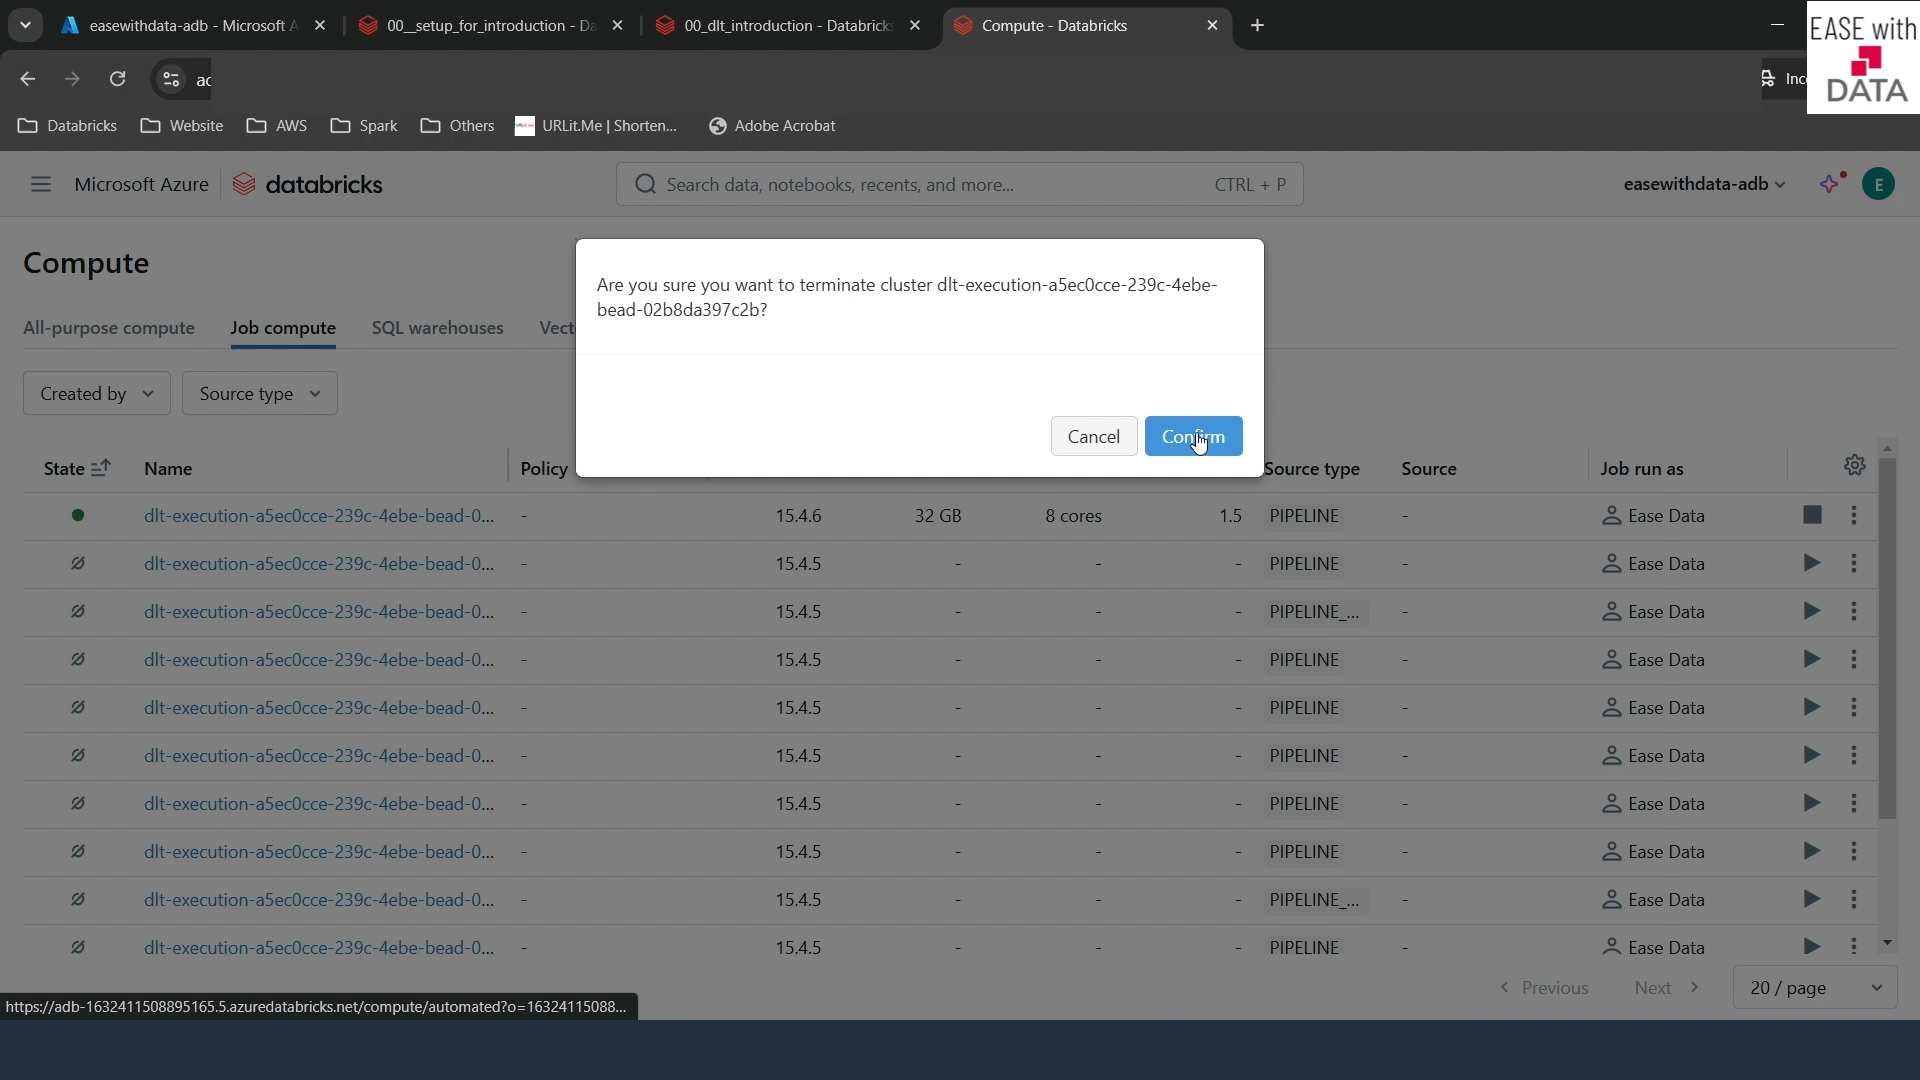 easewithdata-adb - Microsoft A
00__setup_for_introduction - Da
00_dlt_introduction - Databricks
Compute - Databricks
EASE with
DATA
Databricks
Website
AWS
Spark
Others
URLit.Me | Shorten...
Adobe Acrobat
Microsoft Azure
databricks
Search data, notebooks, recents, and more...
CTRL + P
easewithdata-adb
E
Compute
Are you sure you want to terminate cluster dlt-execution-a5ec0cce-239c-4ebe-
bead-02b8da397c2b?
Cancel
Confirm
All-purpose compute
Job compute
SQL warehouses
Vect
Created by
Source type
State
Name
Policy
Source type
Source
Job run as
dlt-execution-a5ec0cce-239c-4ebe-bead-0... - 15.4.6 32 GB 8 cores 1.5 PIPELINE - Ease Data
dlt-execution-a5ec0cce-239c-4ebe-bead-0... - 15.4.5 - - - PIPELINE - Ease Data
dlt-execution-a5ec0cce-239c-4ebe-bead-0... - 15.4.5 - - - PIPELINE_... - Ease Data
dlt-execution-a5ec0cce-239c-4ebe-bead-0... - 15.4.5 - - - PIPELINE - Ease Data
dlt-execution-a5ec0cce-239c-4ebe-bead-0... - 15.4.5 - - - PIPELINE - Ease Data
dlt-execution-a5ec0cce-239c-4ebe-bead-0... - 15.4.5 - - - PIPELINE - Ease Data
dlt-execution-a5ec0cce-239c-4ebe-bead-0... - 15.4.5 - - - PIPELINE - Ease Data
dlt-execution-a5ec0cce-239c-4ebe-bead-0... - 15.4.5 - - - PIPELINE - Ease Data
dlt-execution-a5ec0cce-239c-4ebe-bead-0... - 15.4.5 - - - PIPELINE_... - Ease Data
dlt-execution-a5ec0cce-239c-4ebe-bead-0... - 15.4.5 - - - PIPELINE - Ease Data
Previous
Next
20 / page
https://adb-1632411508895165.5.azuredatabricks.net/compute/automated?o=16324115088...